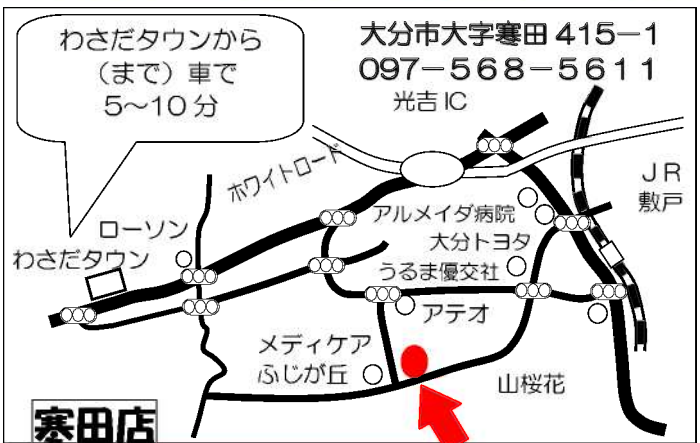 わさだタウンから
（まで）車で
5～10分
大分市大字寒田 415－1
097－568－5611
光吉 IC
ホワイトロード
JR
敷戸
アルメイダ病院
ローソン
大分トヨタ
わさだタウン
うるま優交社
アテオ
メディケア
ふじが丘
山桜花
寒田店